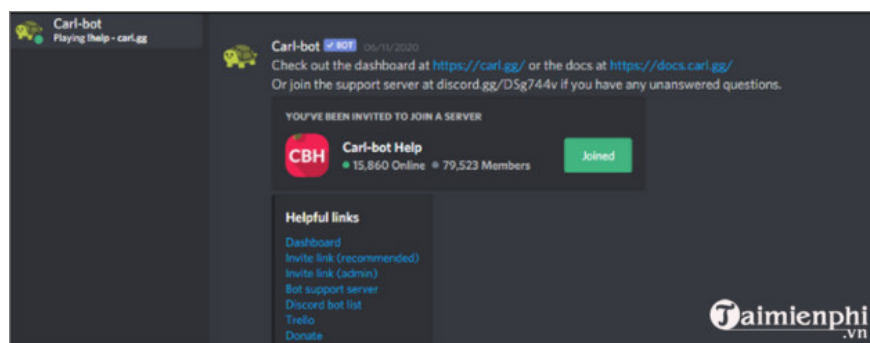 Carl-bot
Playing !help - carl.gg
Carl-bot BOT 06/11/2020
Check out the dashboard at https://carl.gg/ or the docs at https://docs.carl.gg/
Or join the support server at discord.gg/DSg744v if you have any unanswered questions.
YOU'VE BEEN INVITED TO JOIN A SERVER
CBH
Carl-bot Help
15,860 Online 79,523 Members
Joined
Helpful links
Dashboard
Invite link (recommended)
Invite link (admin)
Bot support server
Discord bot list
Trello
Donate
Taimienphi
.vn